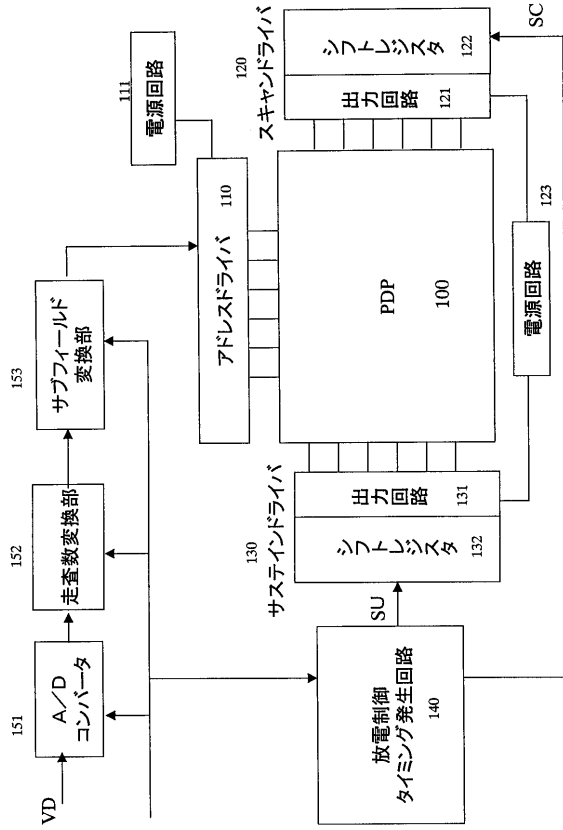 VD
151
A/D
コンバータ
152
走査数変換部
153
サブフィールド
変換部
111
電源回路
アドレスドライバ
110
130
サステインドライバ
シフトレジスタ
132
出力回路
131
PDP
100
120
スキャンドライバ
出力回路
121
シフトレジスタ
122
SU
放電制御
タイミング発生回路
140
電源回路
123
SC